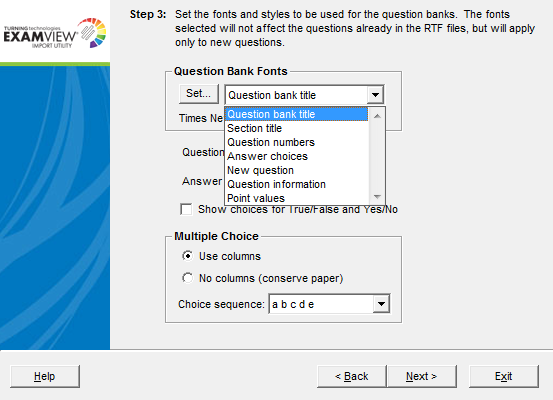 TURNING technologies
EXAMVIEW
IMPORT UTILITY
Step 3: Set the fonts and styles to be used for the question banks. The fonts
selected will not affect the questions already in the RTF files, but will apply
only to new questions.
Question Bank Fonts
Set... Question bank title
Times Ne
Question bank title
Section title
Question numbers
Answer choices
New question
Question information
Point values
Question
Answer
Show choices for True/False and Yes/No
Multiple Choice
Use columns
No columns (conserve paper)
Choice sequence: a b c d e
Help < Back Next > Exit